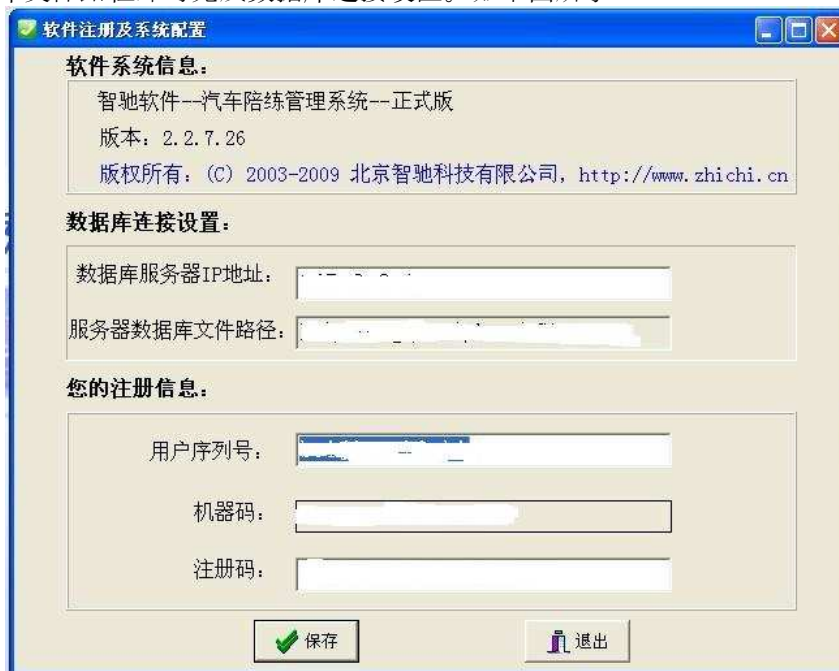 软件注册及系统配置
软件系统信息：
智驰软件--汽车陪练管理系统--正式版
版本：2.2.7.26
版权所有：(C) 2003-2009 北京智驰科技有限公司，http://www.zhichi.cn
数据库连接设置：
数据库服务器IP地址：
服务器数据库文件路径：
您的注册信息：
用户序列号：
机器码：
注册码：
保存 退出